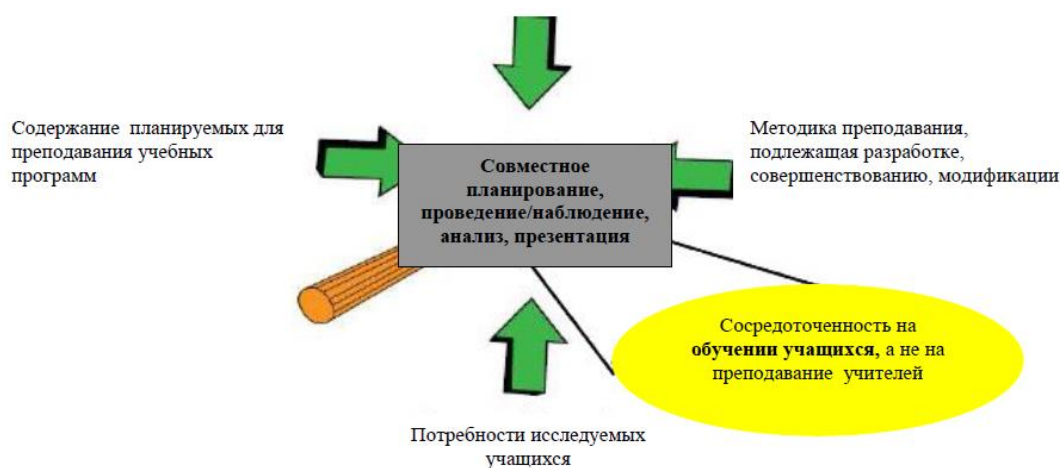 Содержание планируемых для
преподавания учебных
программ
Совместное
планирование,
проведение/наблюдение,
анализ, презентация
Методика преподавания,
подлежащая разработке,
совершенствованию, модификации
Сосредоточенность на
обучении учащихся, а не на
преподавание учителей
Потребности исследуемых
учащихся